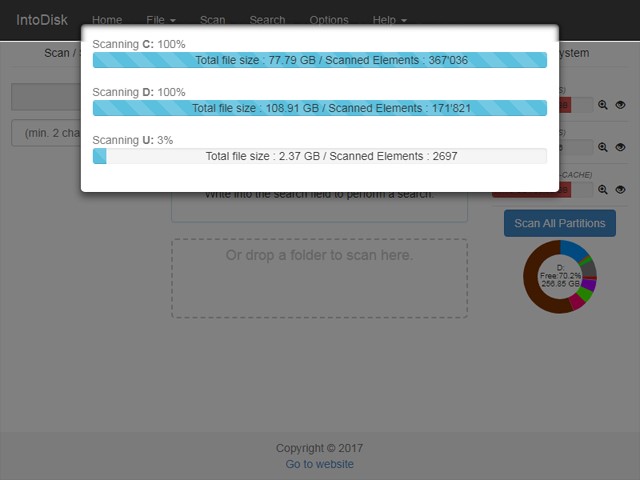 IntoDisk Home File Scan Search Options Help
Scanning C: 100%
Total file size : 77.79 GB / Scanned Elements : 367'036
Scanning D: 100%
Total file size : 108.91 GB / Scanned Elements : 171'821
Scanning U: 3%
Total file size : 2.37 GB / Scanned Elements : 2697
Scan /
(min. 2 cha
Write into the search field to perform a search.
Or drop a folder to scan here.
-CACHE)
Scan All Partitions
D:
Free:70.2%
256.85 GB
Copyright © 2017
Go to website